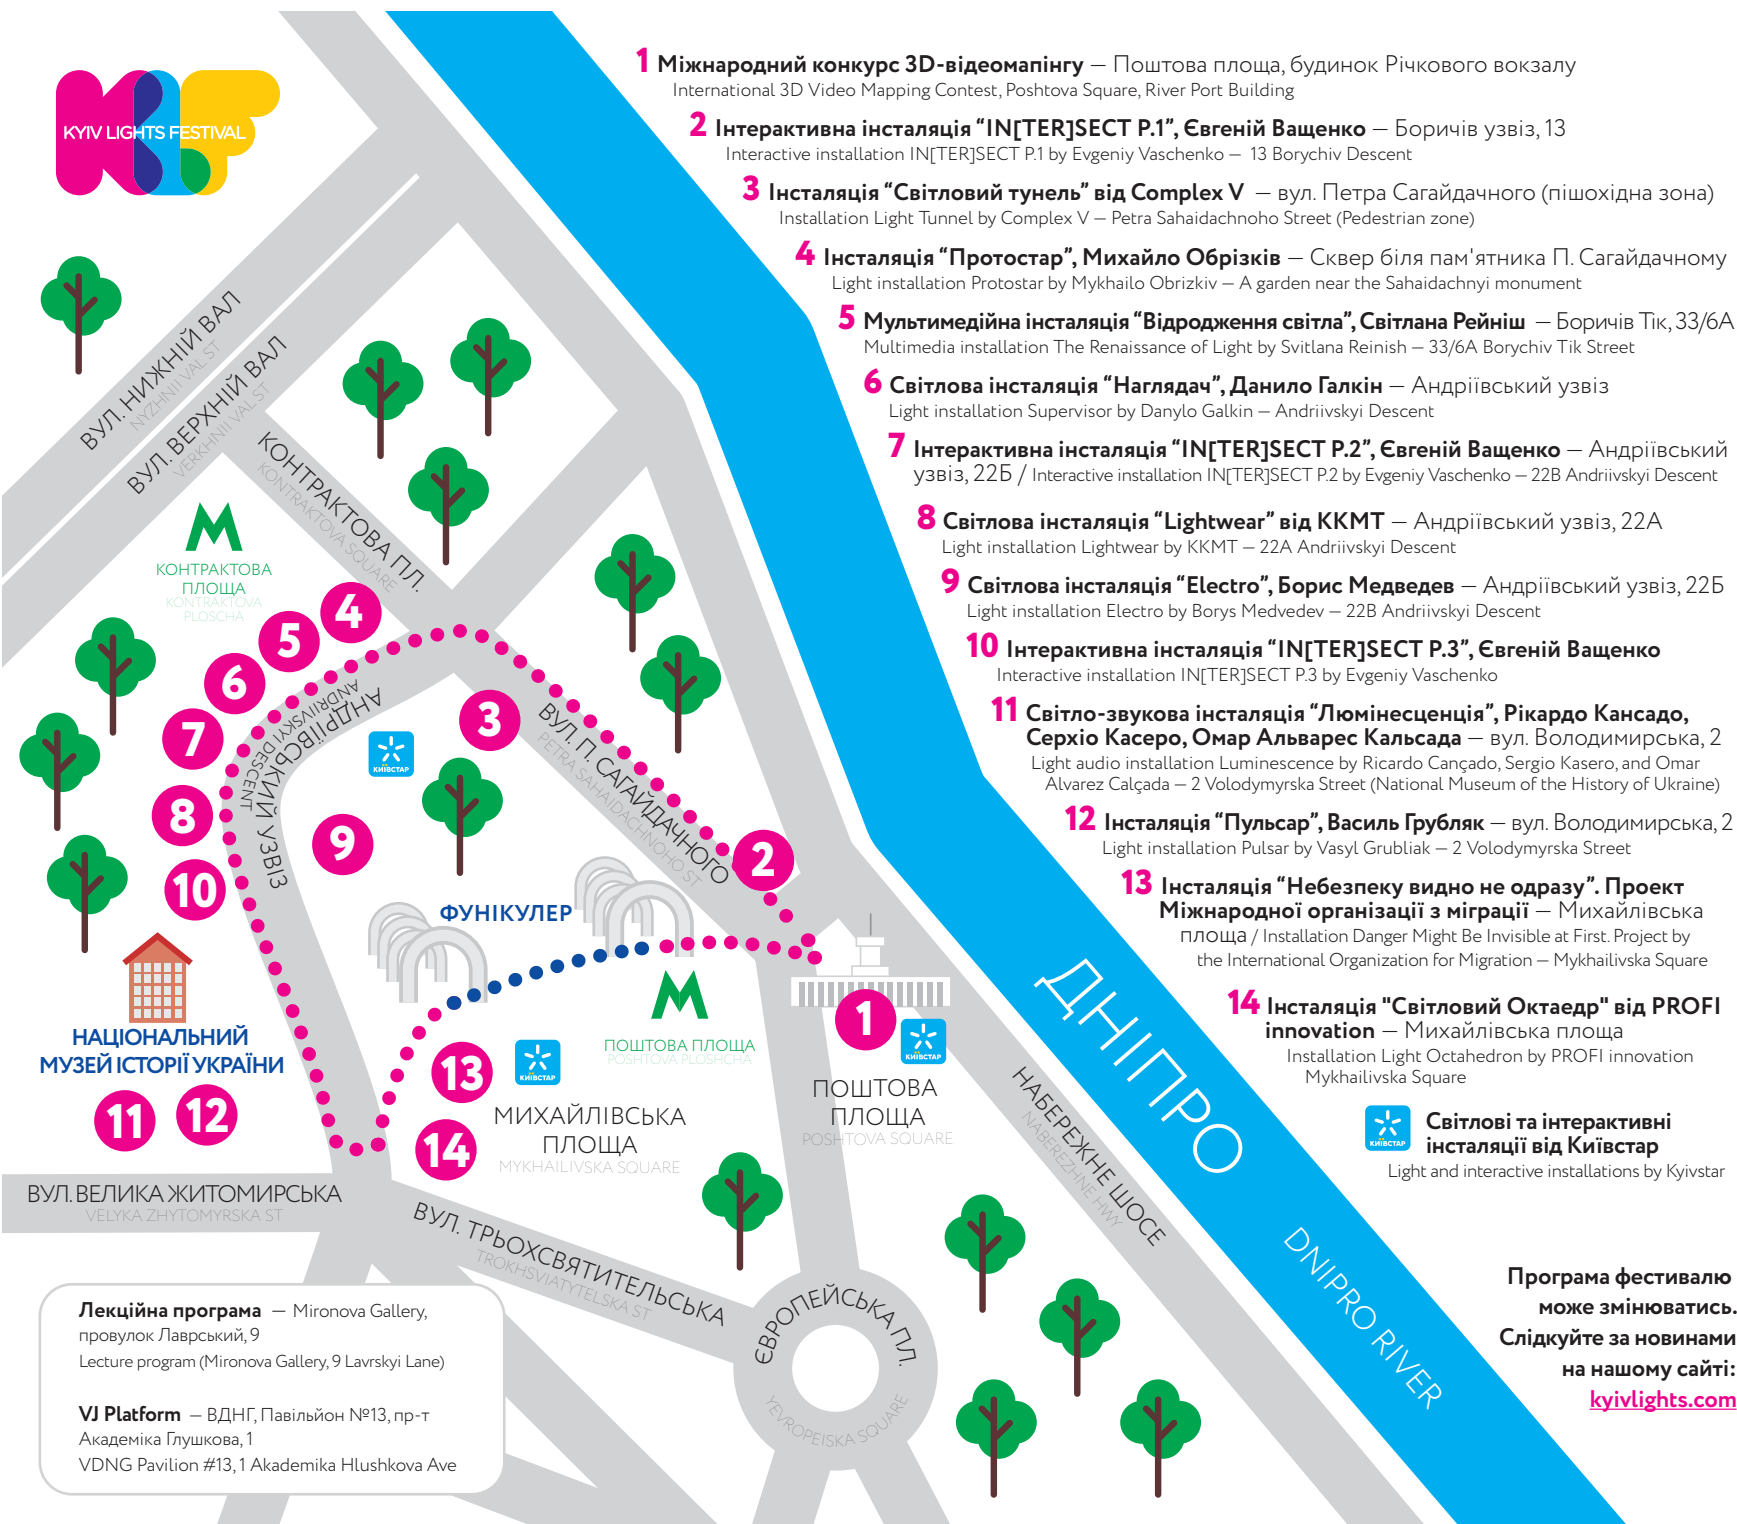 KYIV LIGHTS FESTIVAL
1 Міжнародний конкурс 3D-відеомапінгу — Поштова площа, будинок Річкового вокзалу
International 3D Video Mapping Contest, Poshtova Square, River Port Building
2 Інтерактивна інсталяція “IN[TER]SECT P.1”, Євгеній Ващенко — Боричів узвіз, 13
Interactive installation IN[TER]SECT P.1 by Evgeniy Vaschenko — 13 Borychiv Descent
3 Інсталяція “Світловий тунель” від Complex V — вул. Петра Сагайдачного (пішохідна зона)
Installation Light Tunnel by Complex V — Petra Sahaidachnoho Street (Pedestrian zone)
4 Інсталяція “Протостар”, Михайло Обрізків — Сквер біля пам'ятника П. Сагайдачному
Light installation Protostar by Mykhailo Obrizkiv — A garden near the Sahaidachnyi monument
5 Мультимедійна інсталяція “Відродження світла”, Світлана Рейніш — Боричів Тік, 33/6А
Multimedia installation The Renaissance of Light by Svitlana Reinish — 33/6A Borychiv Tik Street
6 Світлова інсталяція “Наглядач”, Данило Галкін — Андріївський узвіз
Light installation Supervisor by Danylo Galkin — Andriivskyi Descent
7 Інтерактивна інсталяція “IN[TER]SECT P.2”, Євгеній Ващенко — Андріївський
узвіз, 22Б / Interactive installation IN[TER]SECT P.2 by Evgeniy Vaschenko — 22B Andriivskyi Descent
8 Світлова інсталяція “Lightwear” від ККМТ — Андріївський узвіз, 22А
Light installation Lightwear by KKMT — 22A Andriivskyi Descent
9 Світлова інсталяція “Electro”, Борис Медведев — Андріївський узвіз, 22Б
Light installation Electro by Borys Medvedev — 22B Andriivskyi Descent
10 Інтерактивна інсталяція “IN[TER]SECT P.3”, Євгеній Ващенко
Interactive installation IN[TER]SECT P.3 by Evgeniy Vaschenko
11 Світло-звукова інсталяція “Люмінесценція”, Рікардо Кансадо,
Серхіо Касеро, Омар Альварес Кальсада — вул. Володимирська, 2
Light audio installation Luminescence by Ricardo Cançado, Sergio Kasero, and Omar
Alvarez Calçada — 2 Volodymyrska Street (National Museum of the History of Ukraine)
12 Інсталяція “Пульсар”, Василь Грубляк — вул. Володимирська, 2
Light installation Pulsar by Vasyl Grubliak — 2 Volodymyrska Street
13 Інсталяція “Небезпеку видно не одразу”. Проект
Міжнародної організації з міграції — Михайлівська
площа / Installation Danger Might Be Invisible at First. Project by
the International Organization for Migration — Mykhailivska Square
14 Інсталяція "Світловий Октаедр" від PROFI
innovation — Михайлівська площа
Installation Light Octahedron by PROFI innovation
Mykhailivska Square
КИЇВСТАР
Світлові та інтерактивні
інсталяції від Київстар
Light and interactive installations by Kyivstar
Програма фестивалю
може змінюватись.
Слідкуйте за новинами
на нашому сайті:
kyivlights.com
ВУЛ. НИЖНІЙ ВАЛ
NYZHNII VAL ST
ВУЛ. ВЕРХНІЙ ВАЛ
VERKHNII VAL ST
КОНТРАКТОВА ПЛ.
KONTRAKTOVA SQUARE
КОНТРАКТОВА
ПЛОЩА
KONTRAKTOVA
PLOSCHA
4
5
6
7
8
10
9
3
2
АНДРІЇВСЬКИЙ УЗВІЗ
ANDRIIVSKYI DESCENT
КИЇВСТАР
ВУЛ. П. САГАЙДАЧНОГО
PETRA SAHAIDACHNOHO ST
ФУНІКУЛЕР
НАЦІОНАЛЬНИЙ
МУЗЕЙ ІСТОРІЇ УКРАЇНИ
11
12
13
14
КИЇВСТАР
МИХАЙЛІВСЬКА
ПЛОЩА
MYKHAILIVSKA SQUARE
ПОШТОВА ПЛОЩА
POSHTOVA PLOSHCHA
1
КИЇВСТАР
ПОШТОВА
ПЛОЩА
POSHTOVA SQUARE
НАБЕРЕЖНЕ ШОСЕ
NABEREZHNE HWY
ДНІПРО
DNIPRO RIVER
ВУЛ. ВЕЛИКА ЖИТОМИРСЬКА
VELYKA ZHYTOMYRSKA ST
ВУЛ. ТРЬОХСВЯТИТЕЛЬСЬКА
TROKHSVIATYTELSKA ST
ЄВРОПЕЙСЬКА ПЛ.
YEVROPEISKA SQUARE
Лекційна програма — Mironova Gallery,
провулок Лаврський, 9
Lecture program (Mironova Gallery, 9 Lavrskyi Lane)
VJ Platform — ВДНГ, Павільйон №13, пр-т
Академіка Глушкова, 1
VDNG Pavilion #13, 1 Akademika Hlushkova Ave